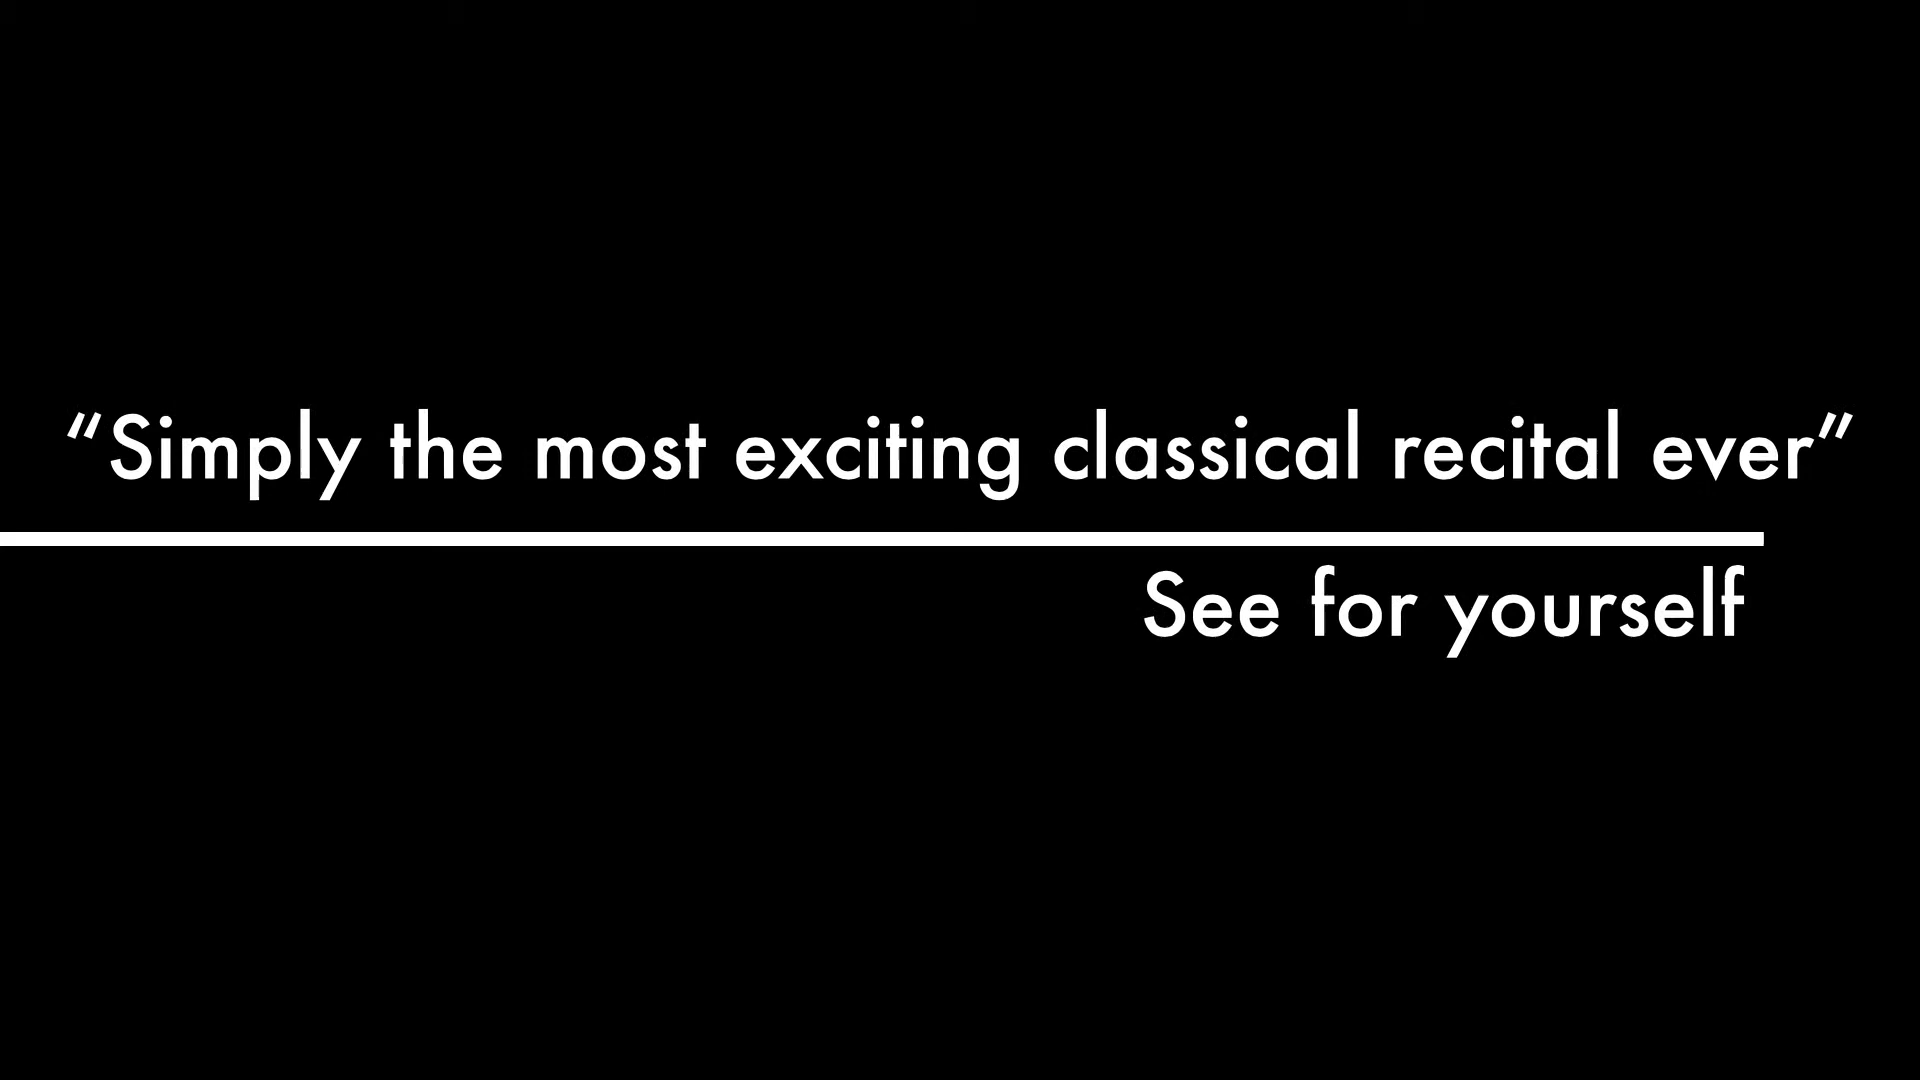 “Simply the most exciting classical recital ever”
See for yourself